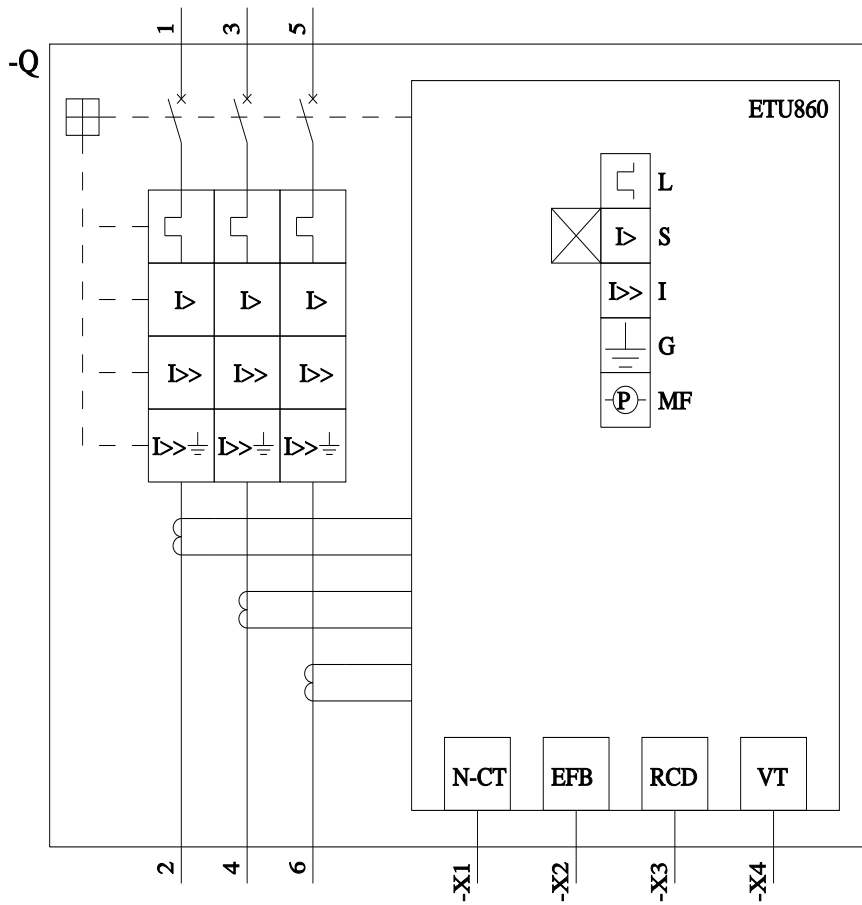 1 3 5
-Q
ETU860
L
I> S
I>> I
G
P MF
I> I> I>
I>> I>> I>>
I>> I>> I>>
N-CT EFB RCD VT
2 4 6 -X1 -X2 -X3 -X4